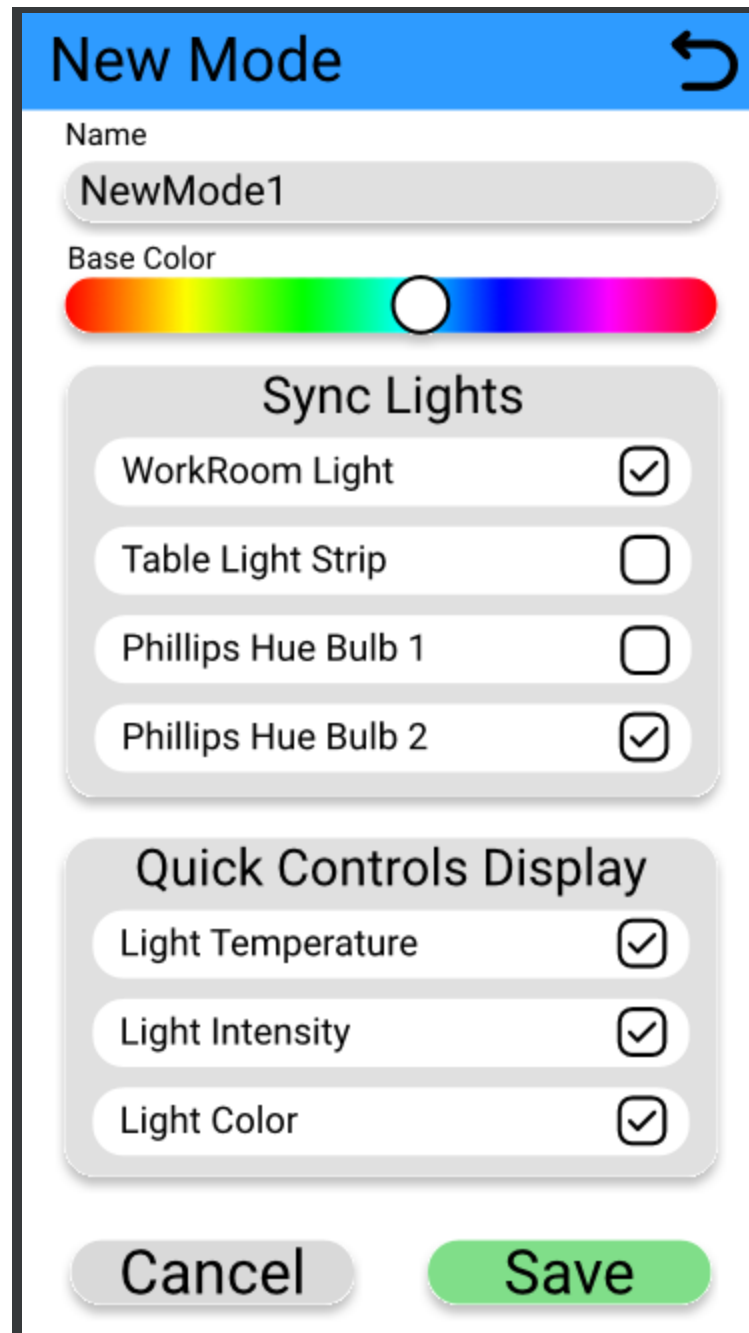 New Mode
Name
NewMode1
Base Color
Sync Lights
WorkRoom Light
Table Light Strip
Phillips Hue Bulb 1
Phillips Hue Bulb 2
Quick Controls Display
Light Temperature
Light Intensity
Light Color
Cancel Save